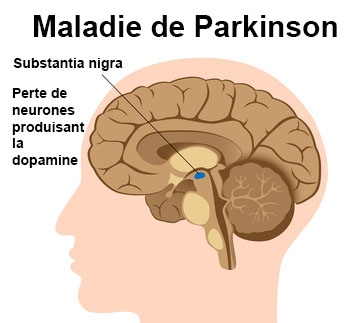 Maladie de Parkinson
Substantia nigra
Perte de
neurones
produisant
la
dopamine